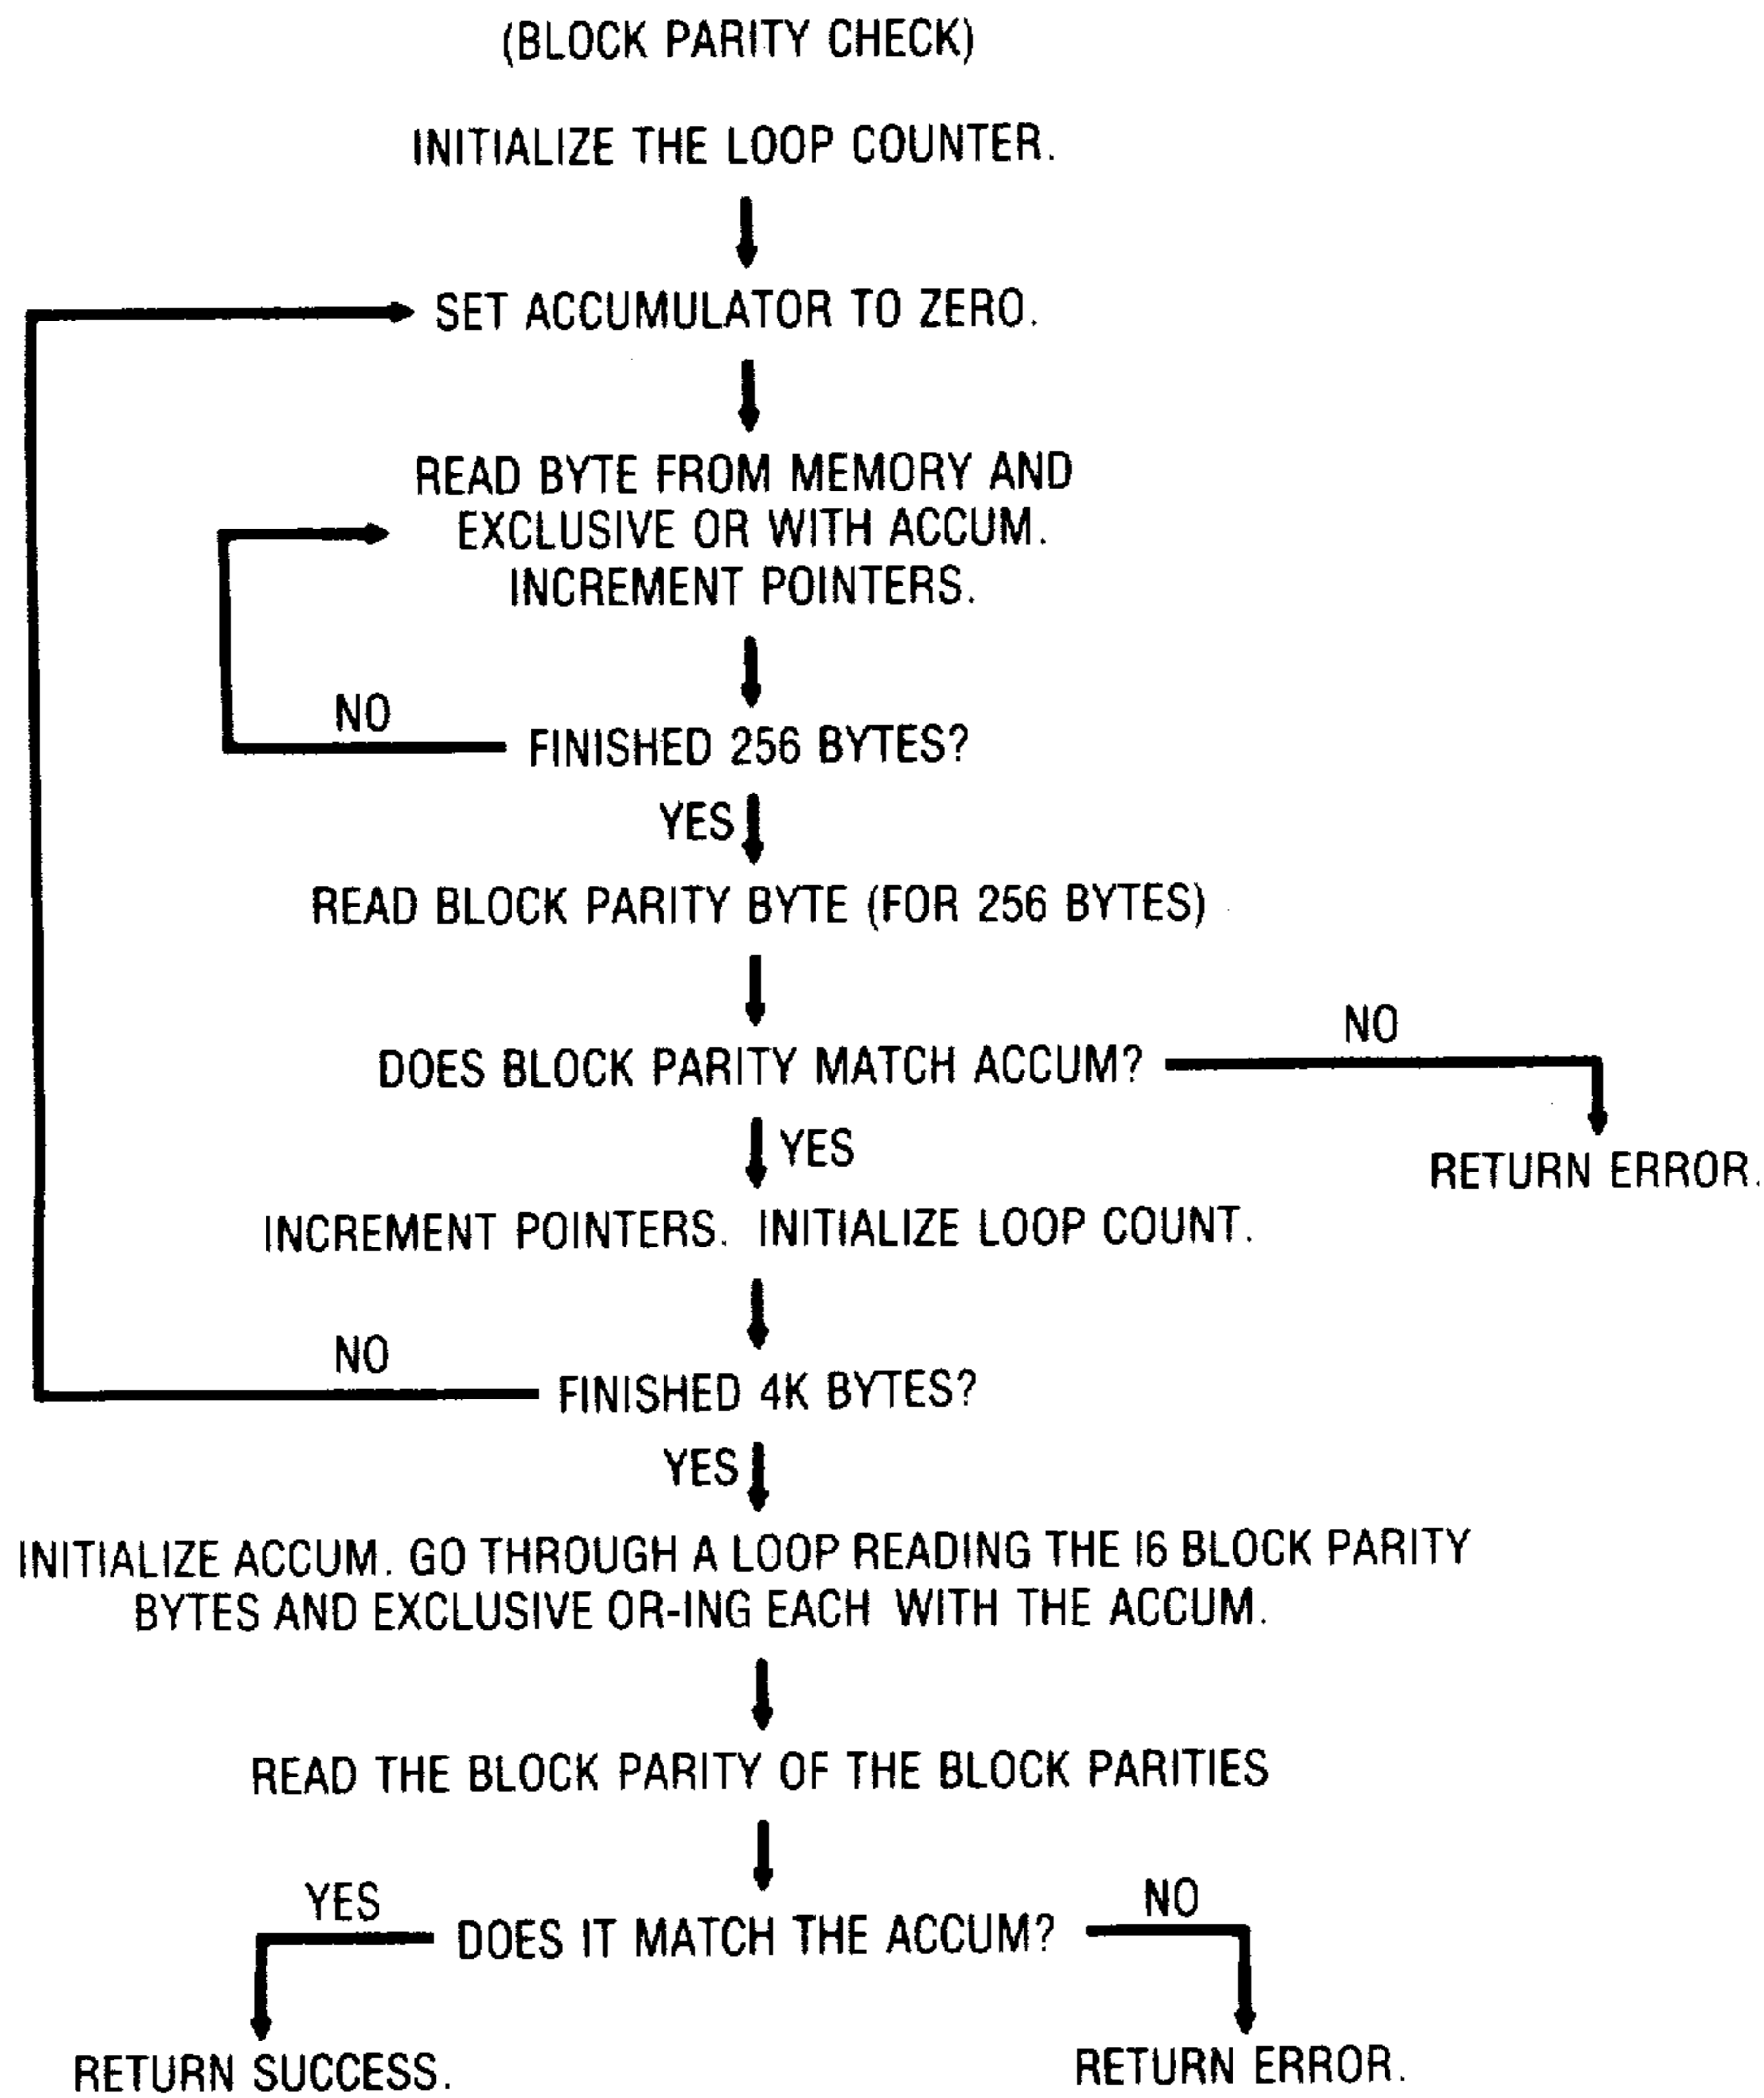 (BLOCK PARITY CHECK)
INITIALIZE THE LOOP COUNTER.
SET ACCUMULATOR TO ZERO.
READ BYTE FROM MEMORY AND
EXCLUSIVE OR WITH ACCUM.
INCREMENT POINTERS.
NO
FINISHED 256 BYTES?
YES
READ BLOCK PARITY BYTE (FOR 256 BYTES)
NO
DOES BLOCK PARITY MATCH ACCUM?
YES
RETURN ERROR.
INCREMENT POINTERS. INITIALIZE LOOP COUNT.
NO
FINISHED 4K BYTES?
YES
INITIALIZE ACCUM. GO THROUGH A LOOP READING THE 16 BLOCK PARITY
BYTES AND EXCLUSIVE OR-ING EACH WITH THE ACCUM.
READ THE BLOCK PARITY OF THE BLOCK PARITIES
YES
NO
DOES IT MATCH THE ACCUM?
RETURN SUCCESS.
RETURN ERROR.